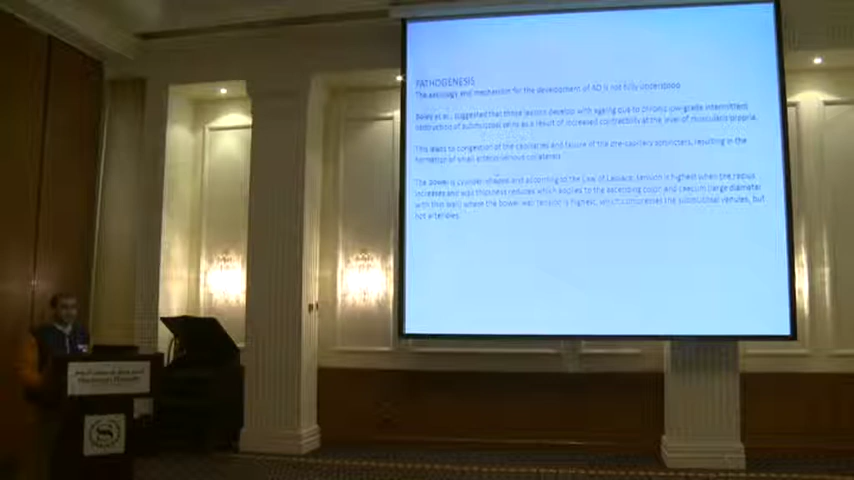 PATHOGENESIS
The aetiology and mechanism for the development of AD is not fully understood
Boley et al., suggested that these lesions develop with ageing due to chronic low-grade intermittent
obstruction of submucosal veins as a result of increased contractility at the level of muscularis propria.
This leads to congestion of the capillaries and failure of the pre-capillary sphincters, resulting in the
formation of small arteriovenous collaterals
The bowel is cylinder shaped and according to the Law of Laplace, tension is highest when the radius
increases and wall thickness reduces which applies to the ascending colon and caecum (large diameter
with thin wall) where the bowel wall tension is highest, which compresses the submucosal venules, but
not arterioles.
S